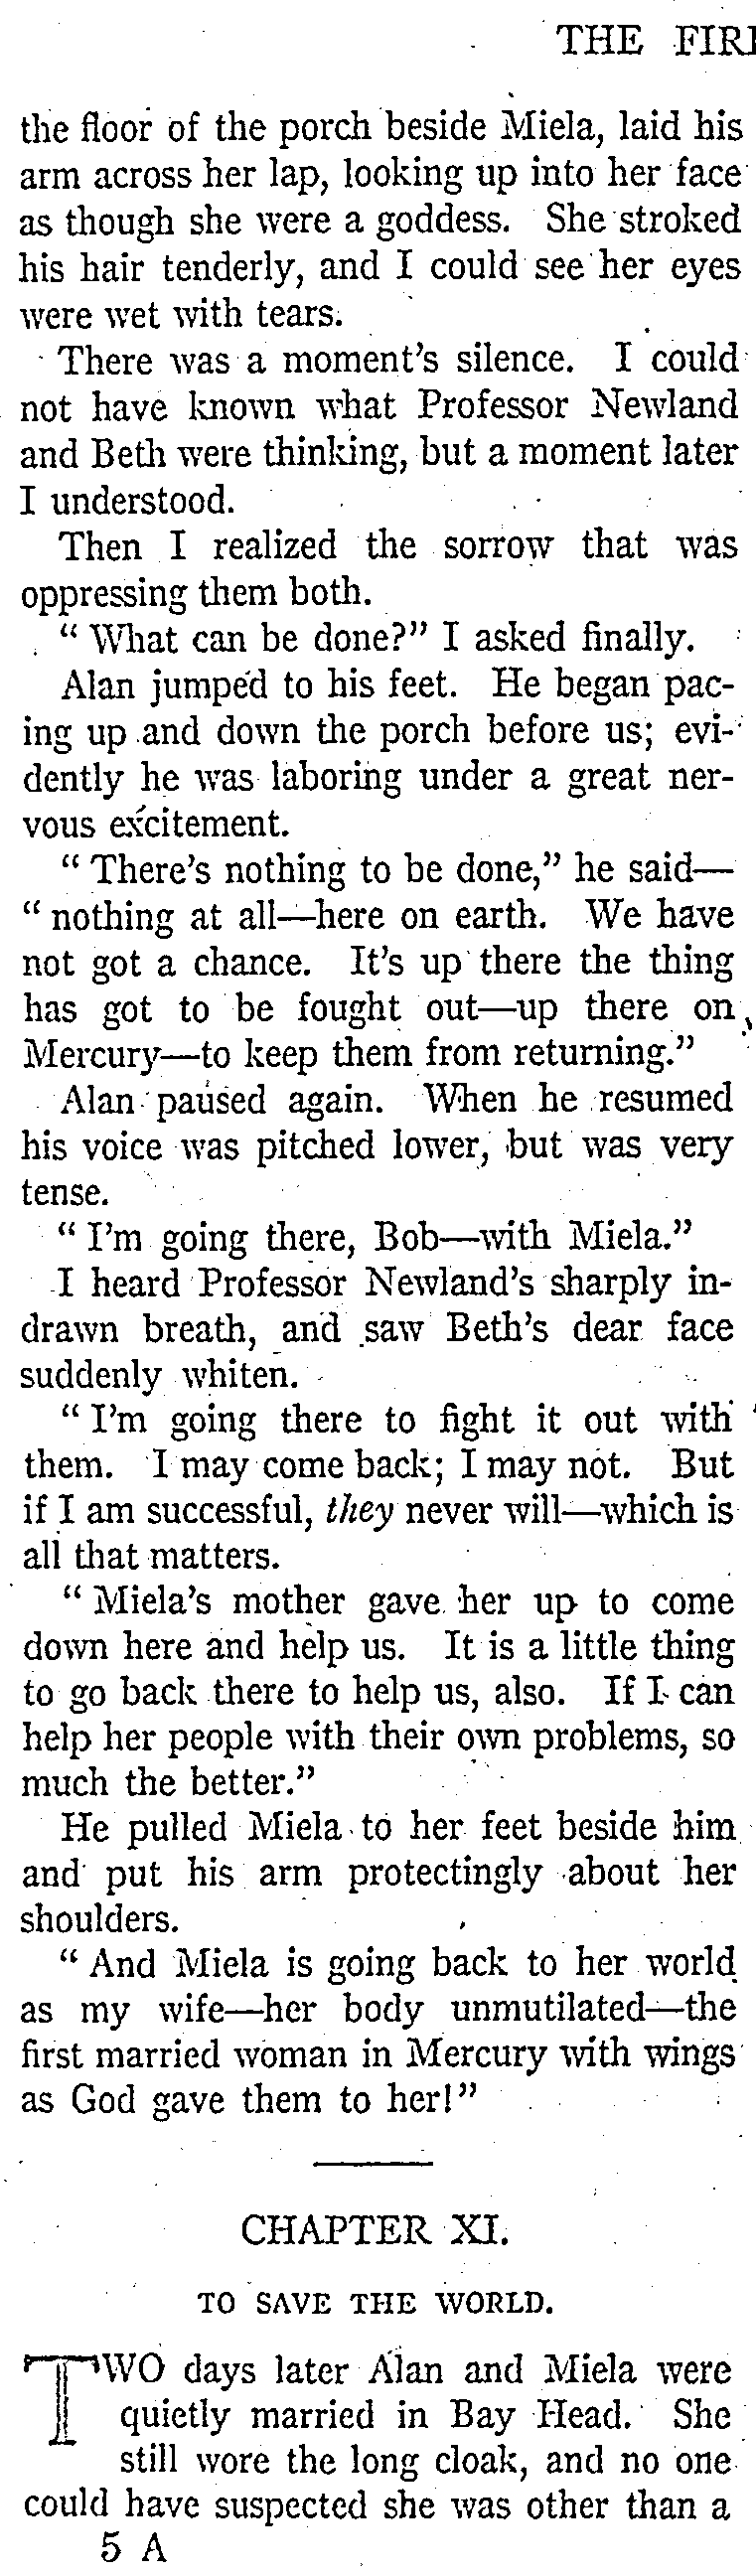 THE FIR
the floor of the porch beside Miela, laid his
arm across her lap, looking up into her face
as though she were a goddess. She stroked
his hair tenderly, and I could see her eyes
were wet with tears.
There was a moment's silence. I could
not have known what Professor Newland
and Beth were thinking, but a moment later
I understood.
Then I realized the sorrow that was
oppressing them both.
" What can be done?" I asked finally.
Alan jumped to his feet. He began pac-
ing up and down the porch before us; evi-
dently he was laboring under a great ner-
vous excitement.
" There's nothing to be done," he said—
" nothing at all—here on earth. We have
not got a chance. It's up there the thing
has got to be fought out—up there on
Mercury—to keep them from returning."
Alan paused again. When he resumed
his voice was pitched lower, but was very
tense.
" I'm going there, Bob—with Miela."
I heard Professor Newland's sharply in-
drawn breath, and saw Beth's dear face
suddenly whiten.
" I'm going there to fight it out with
them. I may come back; I may not. But
if I am successful, they never will—which is
all that matters.
" Miela's mother gave her up to come
down here and help us. It is a little thing
to go back there to help us, also. If I can
help her people with their own problems, so
much the better."
He pulled Miela to her feet beside him
and put his arm protectingly about her
shoulders.
" And Miela is going back to her world
as my wife—her body unmutilated—the
first married woman in Mercury with wings
as God gave them to her!"
CHAPTER XI.
TO SAVE THE WORLD.
TWO days later Alan and Miela were
quietly married in Bay Head. She
still wore the long cloak, and no one
could have suspected she was other than a
5 A